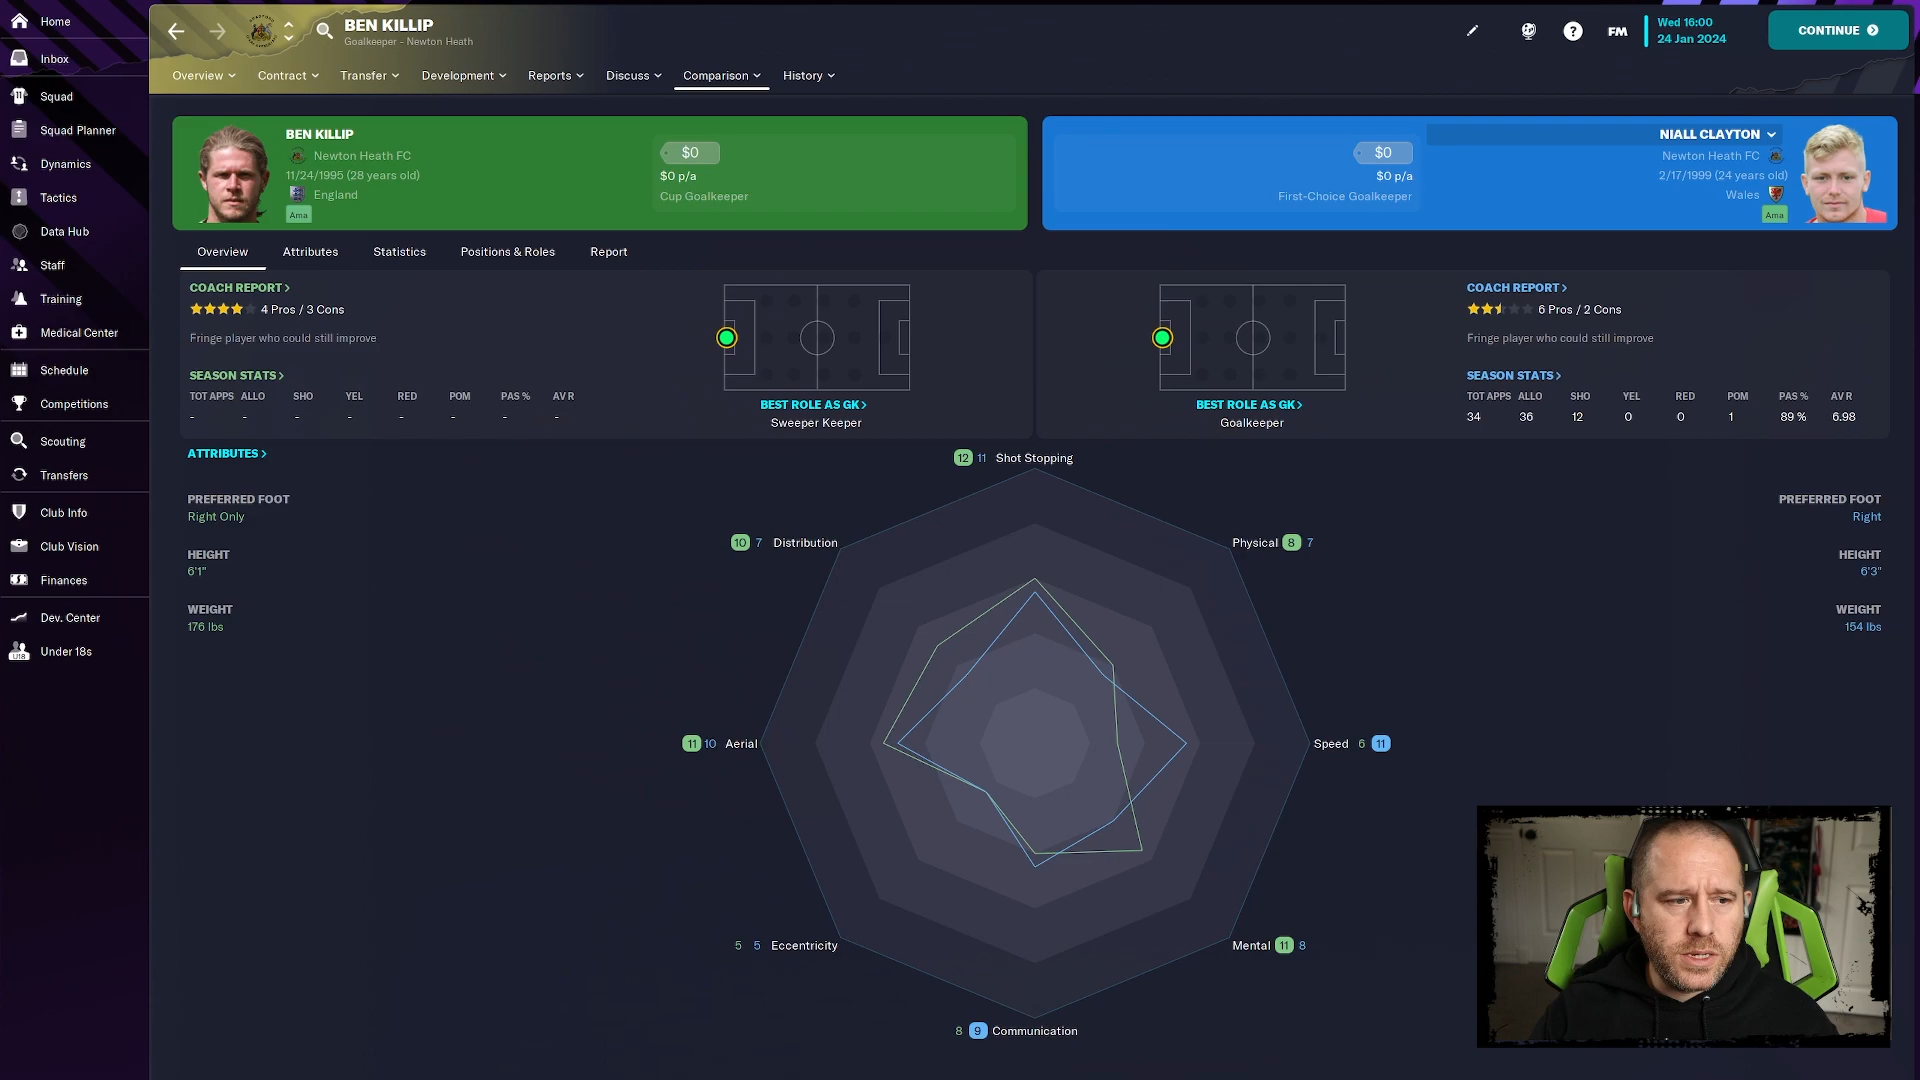 Home
Inbox
Squad
Squad Planner
Dynamics
Tactics
Data Hub
Staff
Training
Medical Center
Schedule
Competitions
Scouting
Transfers
Club Info
Club Vision
Finances
Dev. Center
U18
Under 18s
BEN KILLIP
Goalkeeper - Newton Heath
FM
Wed 16:00
24 Jan 2024
CONTINUE
Overview
Contract
Transfer
Development
Reports
Discuss
Comparison
History
BEN KILLIP
Newton Heath FC
11/24/1995 (28 years old)
England
Ama
$0
$0 p/a
Cup Goalkeeper
$0
$0 p/a
First-Choice Goalkeeper
NIALL CLAYTON
Newton Heath FC
2/17/1999 (24 years old)
Wales
Ama
Overview Attributes Statistics Positions & Roles Report
COACH REPORT >
4 Pros / 3 Cons
Fringe player who could still improve
SEASON STATS >
TOT APPS ALLO SHO YEL RED POM PAS % AV R
- - - - - - - -
BEST ROLE AS GK >
Sweeper Keeper
BEST ROLE AS GK >
Goalkeeper
COACH REPORT >
6 Pros / 2 Cons
Fringe player who could still improve
SEASON STATS >
TOT APPS ALLO SHO YEL RED POM PAS % AV R
34 36 12 0 0 1 89 % 6.98
ATTRIBUTES >
PREFERRED FOOT
Right Only
HEIGHT
6'1"
WEIGHT
176 lbs
12 11 Shot Stopping
10 7 Distribution
Physical 8 7
11 10 Aerial
Speed 6 11
5 5 Eccentricity
Mental 11 8
8 9 Communication
PREFERRED FOOT
Right
HEIGHT
6'3"
WEIGHT
154 lbs